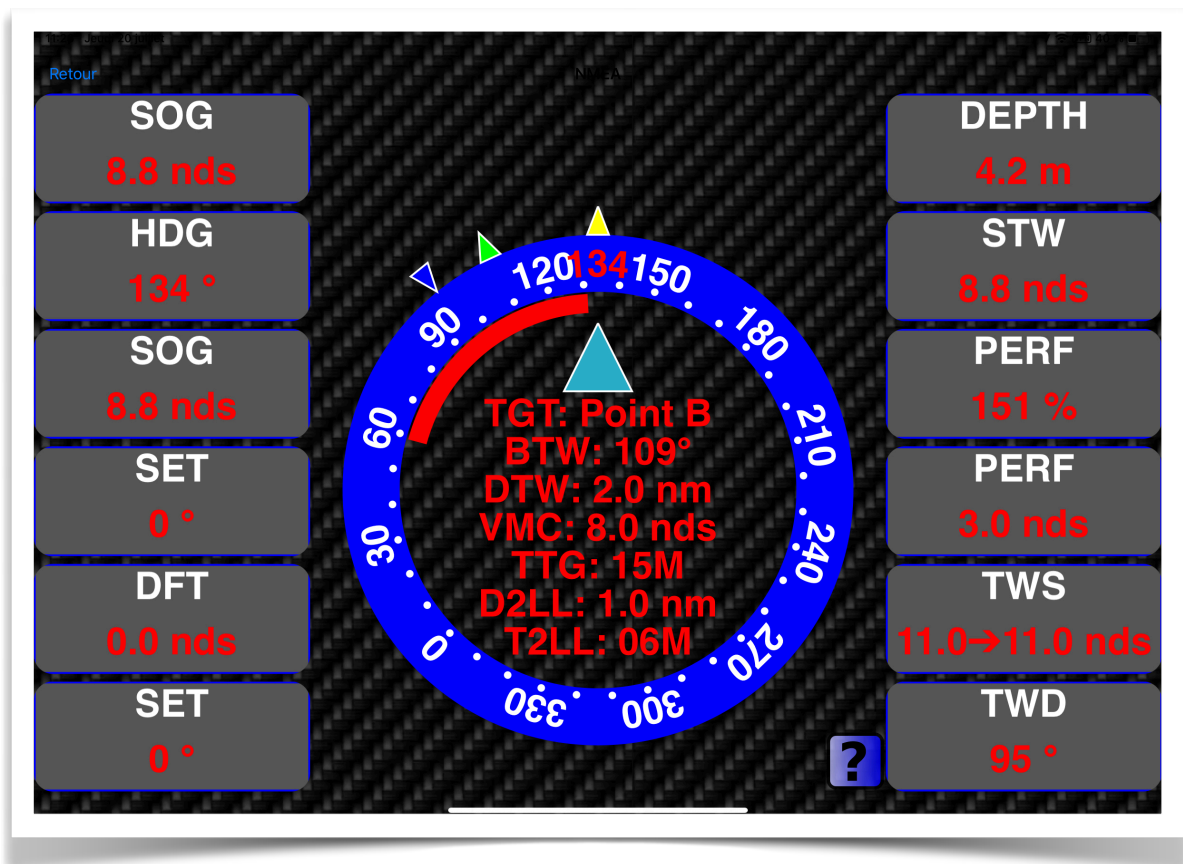 Retour
NMEA
SOG
8.8 nds
HDG
134 °
SOG
8.8 nds
SET
0 °
DFT
0.0 nds
SET
0 °
120
134
150
90
180
60
210
30
240
0
270
330
300
TGT: Point B
BTW: 109°
DTW: 2.0 nm
VMC: 8.0 nds
TTG: 15M
D2LL: 1.0 nm
T2LL: 06M
DEPTH
4.2 m
STW
8.8 nds
PERF
151 %
PERF
3.0 nds
TWS
11.0→11.0 nds
TWD
95 °
?